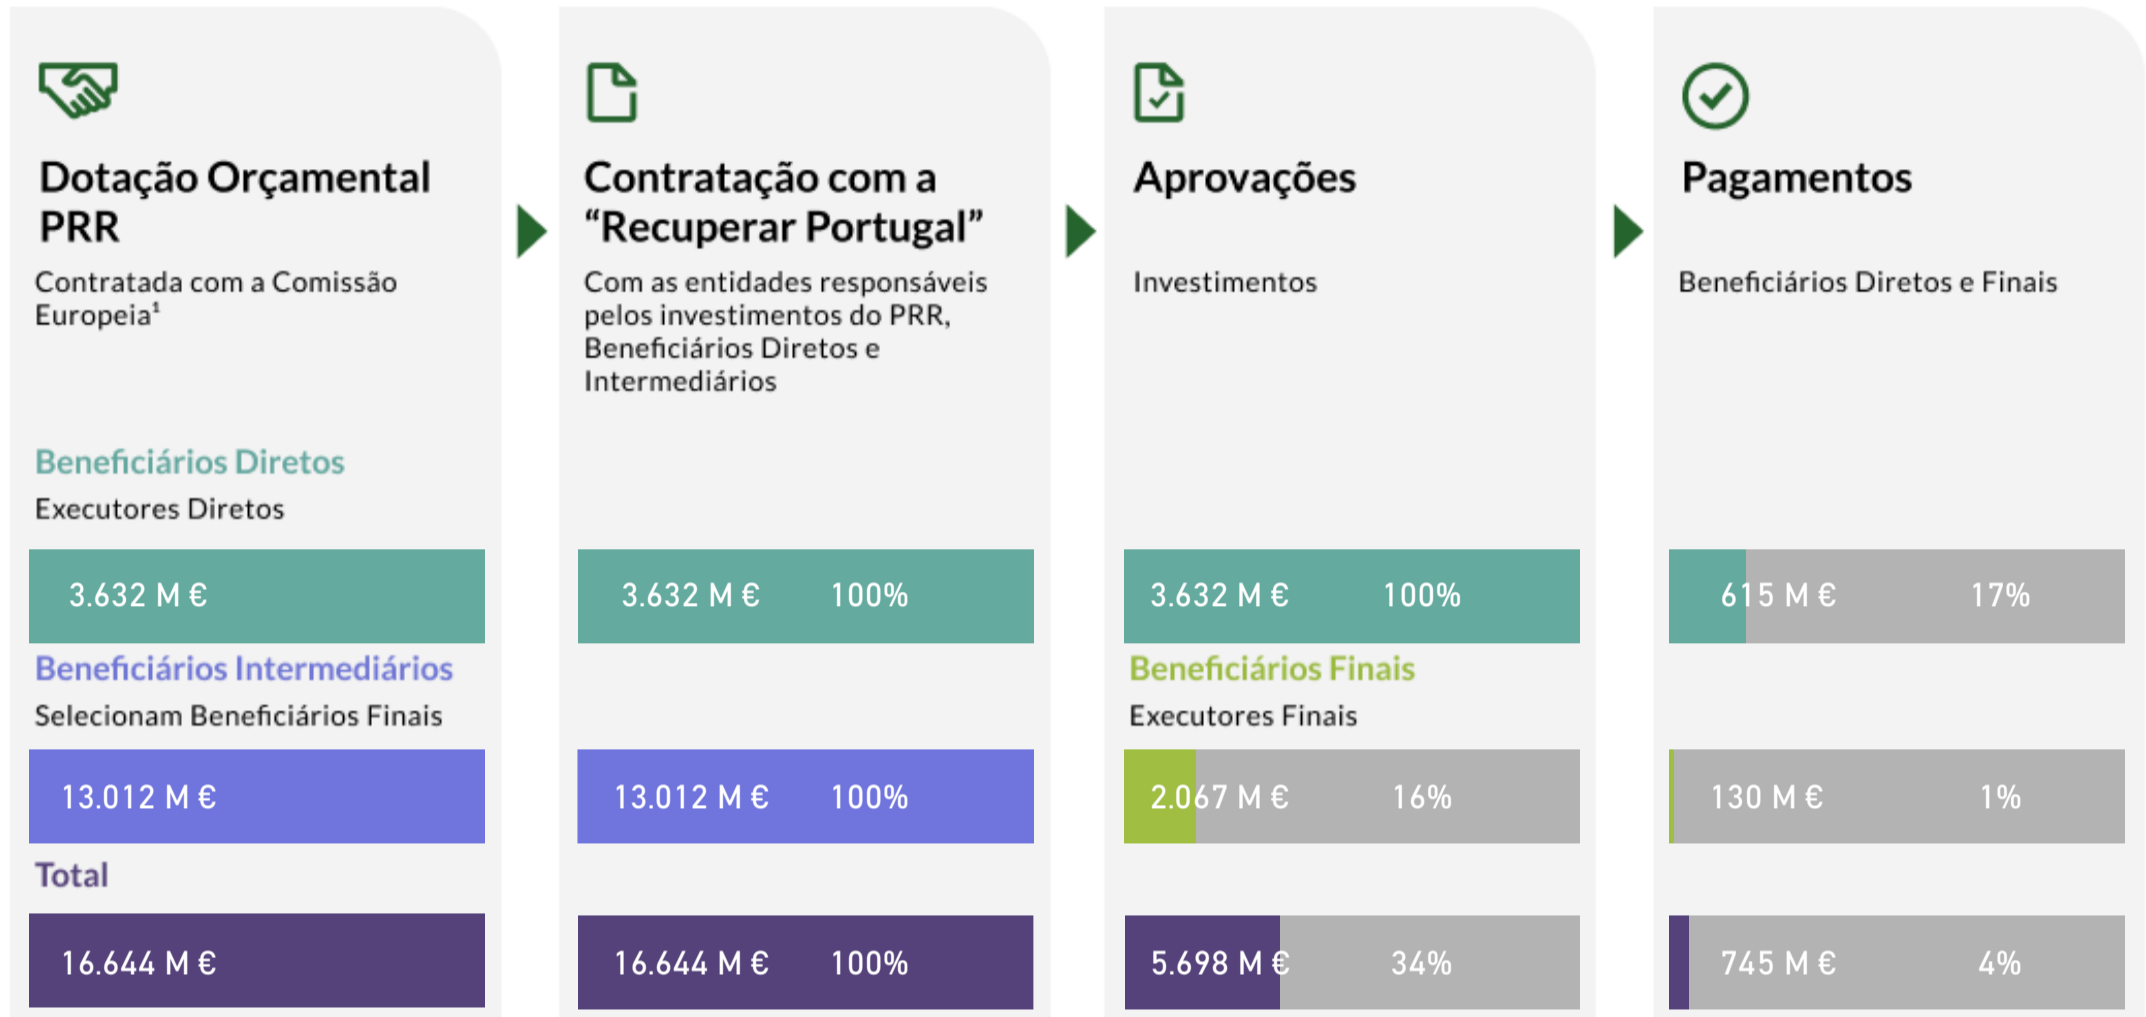 Dotação Orçamental
PRR
Contratada com a Comissão
Europeia¹
Contratação com a
“Recuperar Portugal”
Com as entidades responsáveis
pelos investimentos do PRR,
Beneficiários Diretos e
Intermediários
Aprovações
Investimentos
Pagamentos
Beneficiários Diretos e Finais
Beneficiários Diretos
Executores Diretos
3.632 M €
3.632 M € 100%
3.632 M € 100%
615 M € 17%
Beneficiários Intermediários
Selecionam Beneficiários Finais
Beneficiários Finais
Executores Finais
13.012 M €
13.012 M € 100%
2.067 M € 16%
130 M € 1%
Total
16.644 M €
16.644 M € 100%
5.698 M € 34%
745 M € 4%